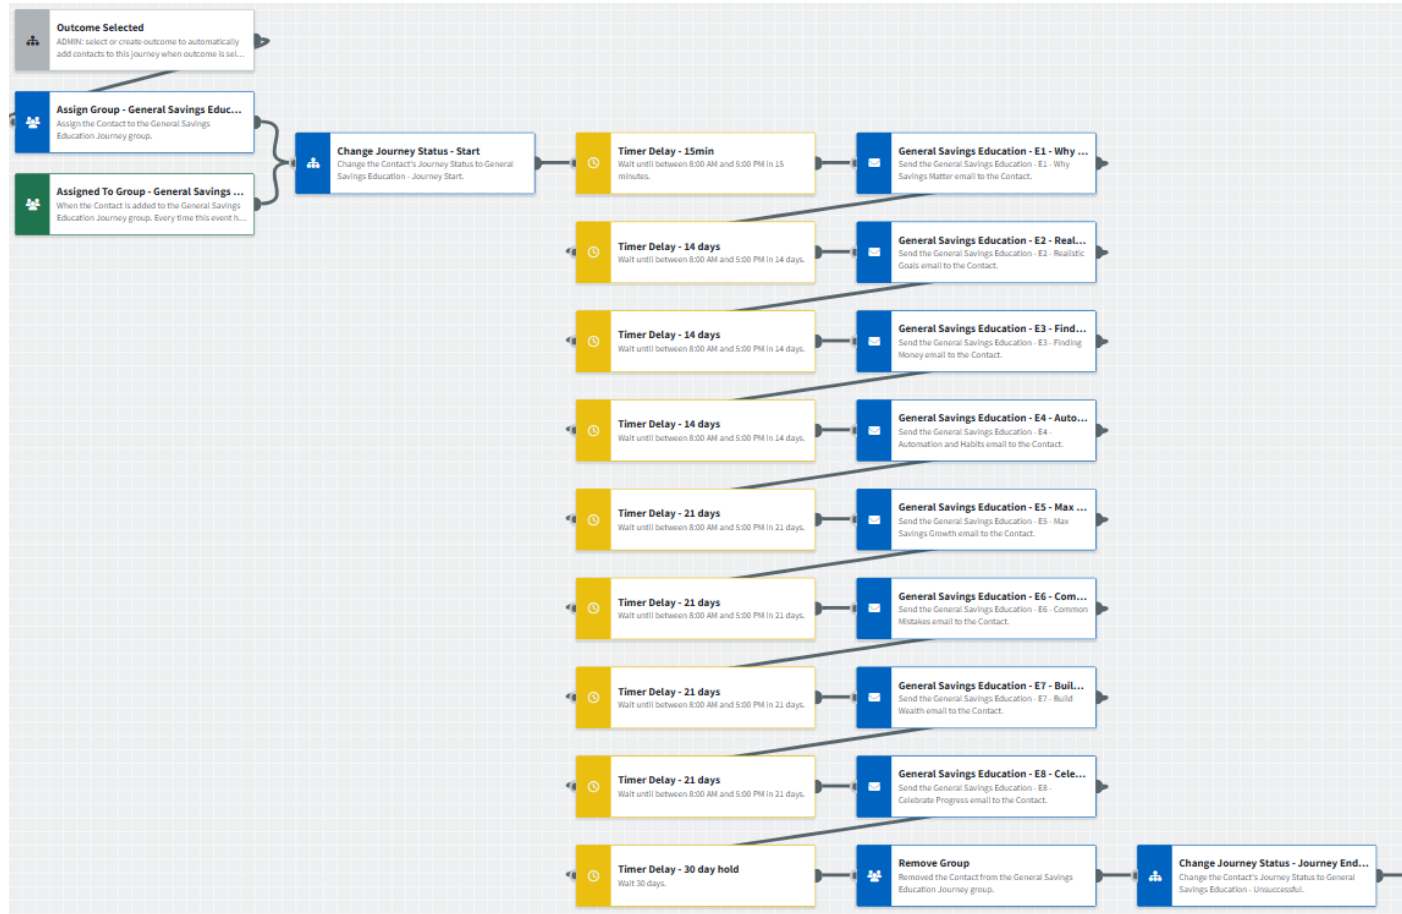 Outcome Selected
ADMIN: select or create outcome to automatically
add contacts to this journey when outcome is sel...
Assign Group - General Savings Educ...
Assign the Contact to the General Savings
Education Journey group.
Assigned To Group - General Savings ...
When the Contact is added to the General Savings
Education Journey group. Every time this event h...
Change Journey Status - Start
Change the Contact's Journey Status to General
Savings Education - Journey Start.
Timer Delay - 15min
Wait until between 8:00 AM and 5:00 PM in 15
minutes.
General Savings Education - E1 - Why ...
Send the General Savings Education - E1 - Why
Savings Matter email to the Contact.
Timer Delay - 14 days
Wait until between 8:00 AM and 5:00 PM in 14 days.
General Savings Education - E2 - Real...
Send the General Savings Education - E2 - Realistic
Goals email to the Contact.
Timer Delay - 14 days
Wait until between 8:00 AM and 5:00 PM in 14 days.
General Savings Education - E3 - Find...
Send the General Savings Education - E3 - Finding
Money email to the Contact.
Timer Delay - 14 days
Wait until between 8:00 AM and 5:00 PM in 14 days.
General Savings Education - E4 - Auto...
Send the General Savings Education - E4 -
Automation and Habits email to the Contact.
Timer Delay - 21 days
Wait until between 8:00 AM and 5:00 PM in 21 days.
General Savings Education - E5 - Max ...
Send the General Savings Education - E5 - Max
Savings Growth email to the Contact.
Timer Delay - 21 days
Wait until between 8:00 AM and 5:00 PM in 21 days.
General Savings Education - E6 - Com...
Send the General Savings Education - E6 - Common
Mistakes email to the Contact.
Timer Delay - 21 days
Wait until between 8:00 AM and 5:00 PM in 21 days.
General Savings Education - E7 - Buil...
Send the General Savings Education - E7 - Build
Wealth email to the Contact.
Timer Delay - 21 days
Wait until between 8:00 AM and 5:00 PM in 21 days.
General Savings Education - E8 - Cele...
Send the General Savings Education - E8 -
Celebrate Progress email to the Contact.
Timer Delay - 30 day hold
Wait 30 days.
Remove Group
Removed the Contact from the General Savings
Education Journey group.
Change Journey Status - Journey End...
Change the Contact's Journey Status to General
Savings Education - Unsuccessful.